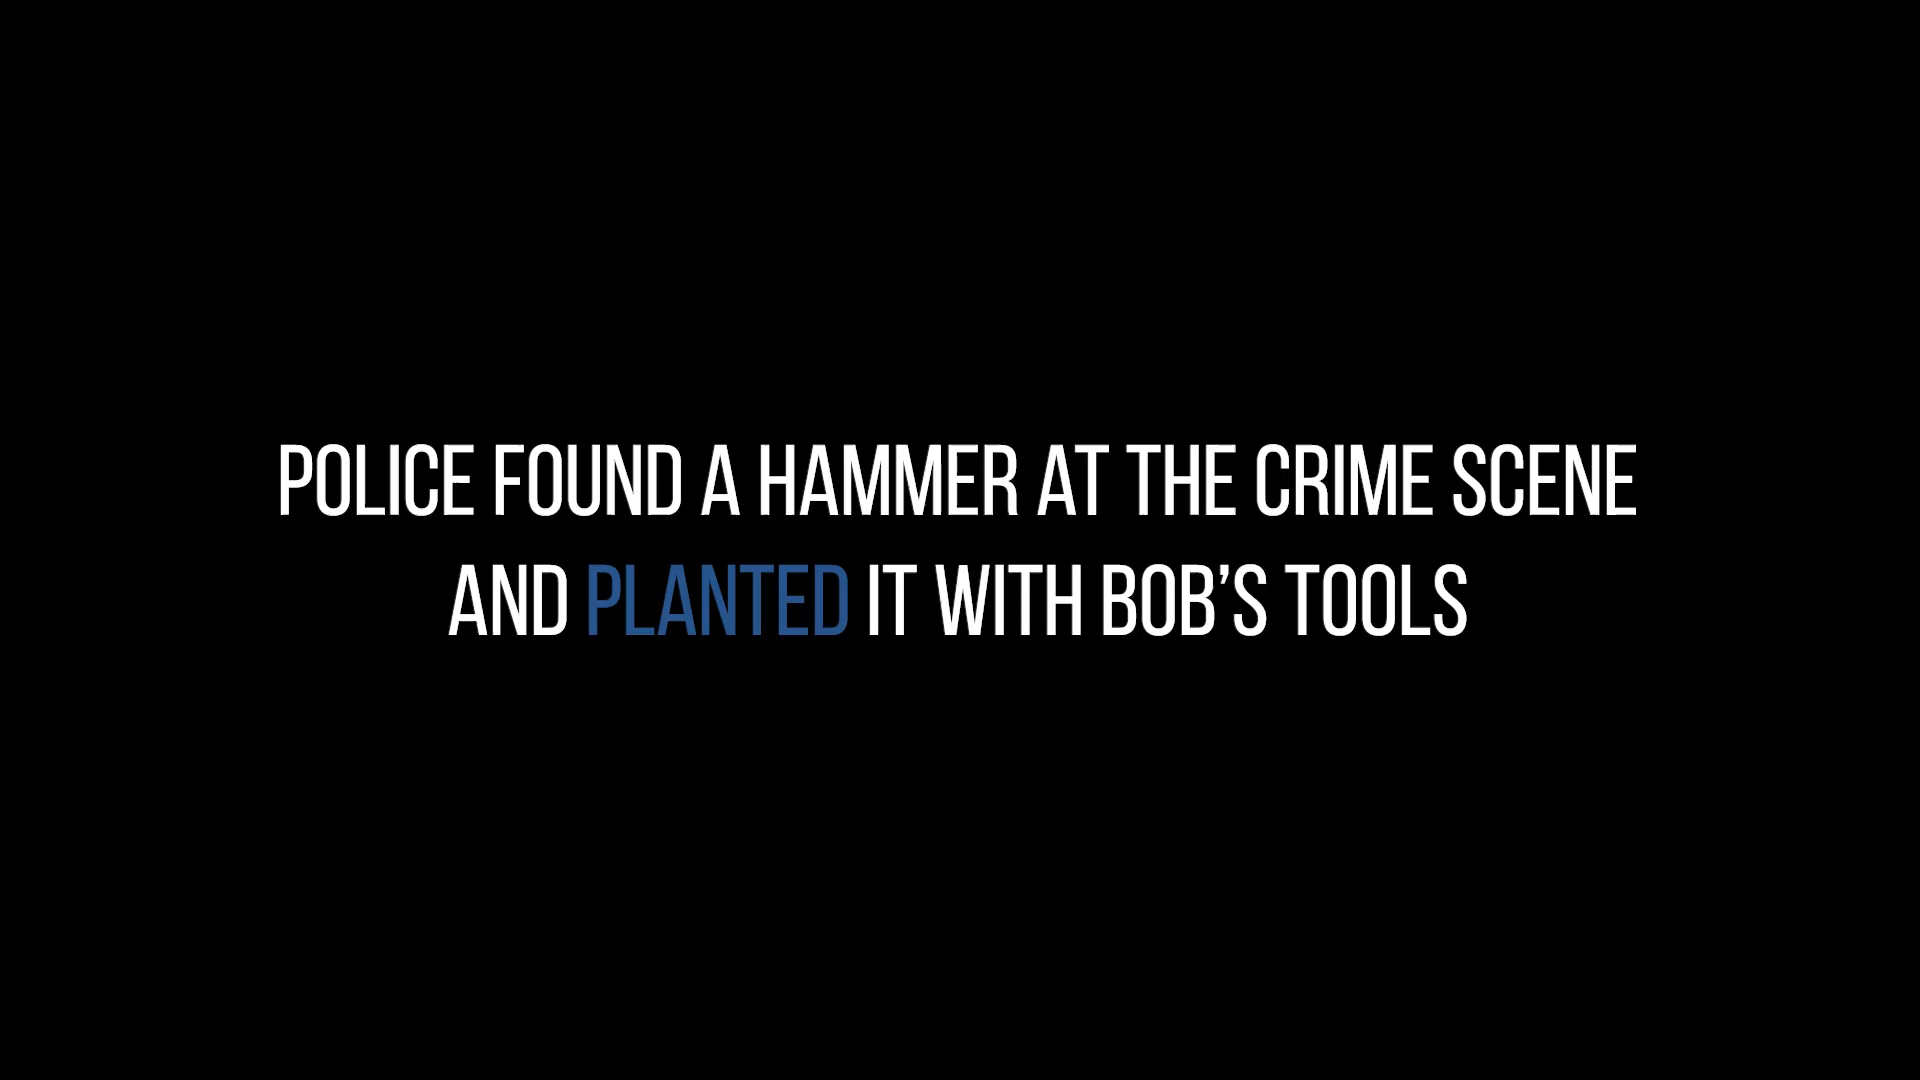 POLICE FOUND A HAMMER AT THE CRIME SCENE
AND PLANTED IT WITH BOB’S TOOLS